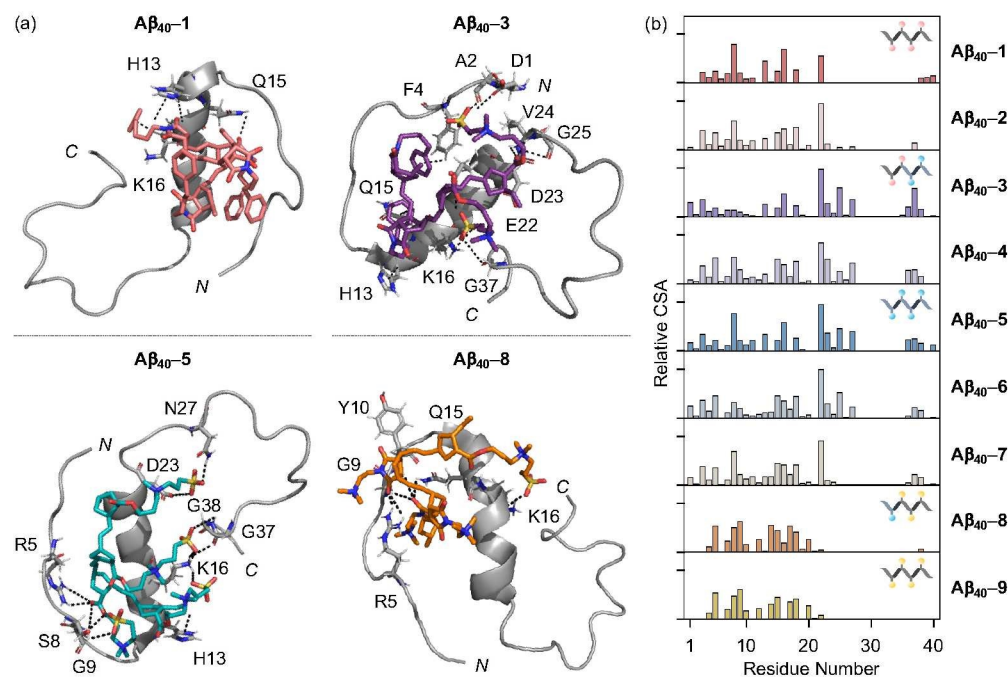 (a)
Aβ40–1
H13
Q15
C
K16
N
Aβ40–3
A2
D1
N
F4
V24
G25
Q15
D23
E22
K16
H13
G37
C
Aβ40–5
N27
N
D23
G38
G37
R5
K16
C
S8
G9
H13
Aβ40–8
Y10
Q15
G9
C
K16
R5
N
(b)
Relative CSA
Aβ40–1
Aβ40–2
Aβ40–3
Aβ40–4
Aβ40–5
Aβ40–6
Aβ40–7
Aβ40–8
Aβ40–9
1 10 20 30 40
Residue Number